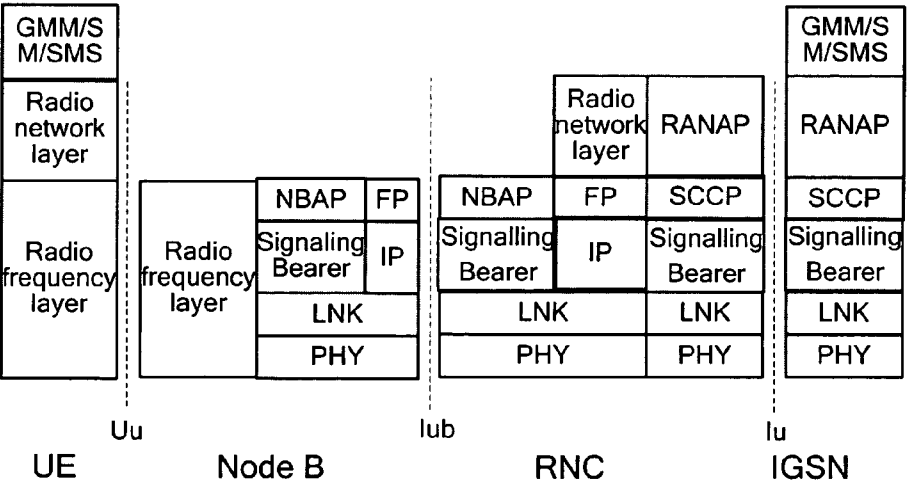 GMM/S
M/SMS
Radio
network
layer
Radio
frequency
layer
Radio
frequency
layer
NBAP
FP
Signaling
Bearer
IP
LNK
PHY
Radio
network
layer
RANAP
NBAP
FP
SCCP
Signalling
Bearer
IP
Signalling
Bearer
LNK
LNK
PHY
PHY
GMM/S
M/SMS
RANAP
SCCP
Signalling
Bearer
LNK
PHY
Uu
Iub
Iu
UE
Node B
RNC
IGSN